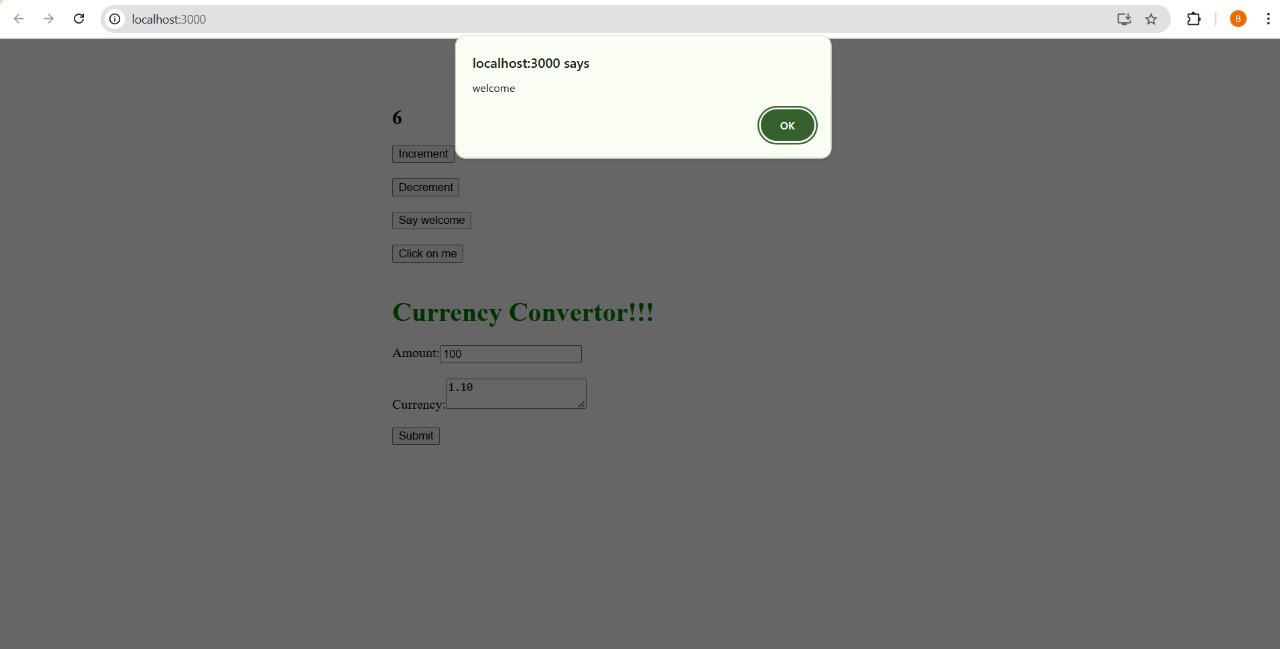 localhost:3000
B
localhost:3000 says
welcome
OK
6
Increment
Decrement
Say welcome
Click on me
Currency Convertor!!!
Amount: 100
Currency: 1.10
Submit